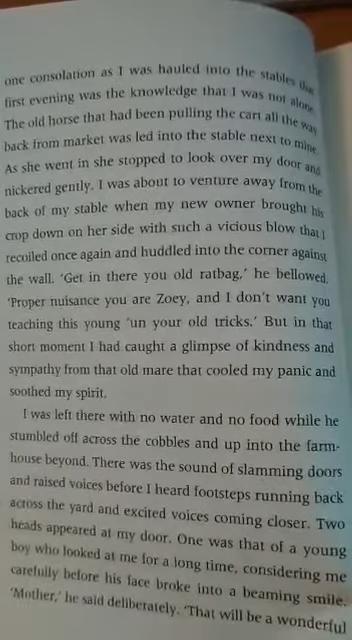 one consolation as I was hauled into the stables that
first evening was the knowledge that I was not alone.
The old horse that had been pulling the cart all the way
back from market was led into the stable next to mine.
As she went in she stopped to look over my door and
nickered gently. I was about to venture away from the
back of my stable when my new owner brought his
crop down on her side with such a vicious blow that I
recoiled once again and huddled into the corner against
the wall. ‘Get in there you old ratbag,’ he bellowed.
‘Proper nuisance you are Zoey, and I don’t want you
teaching this young ’un your old tricks.’ But in that
short moment I had caught a glimpse of kindness and
sympathy from that old mare that cooled my panic and
soothed my spirit.
I was left there with no water and no food while he
stumbled off across the cobbles and up into the farm-
house beyond. There was the sound of slamming doors
and raised voices before I heard footsteps running back
across the yard and excited voices coming closer. Two
heads appeared at my door. One was that of a young
boy who looked at me for a long time, considering me
carefully before his face broke into a beaming smile.
‘Mother,’ he said deliberately. ‘That will be a wonderful